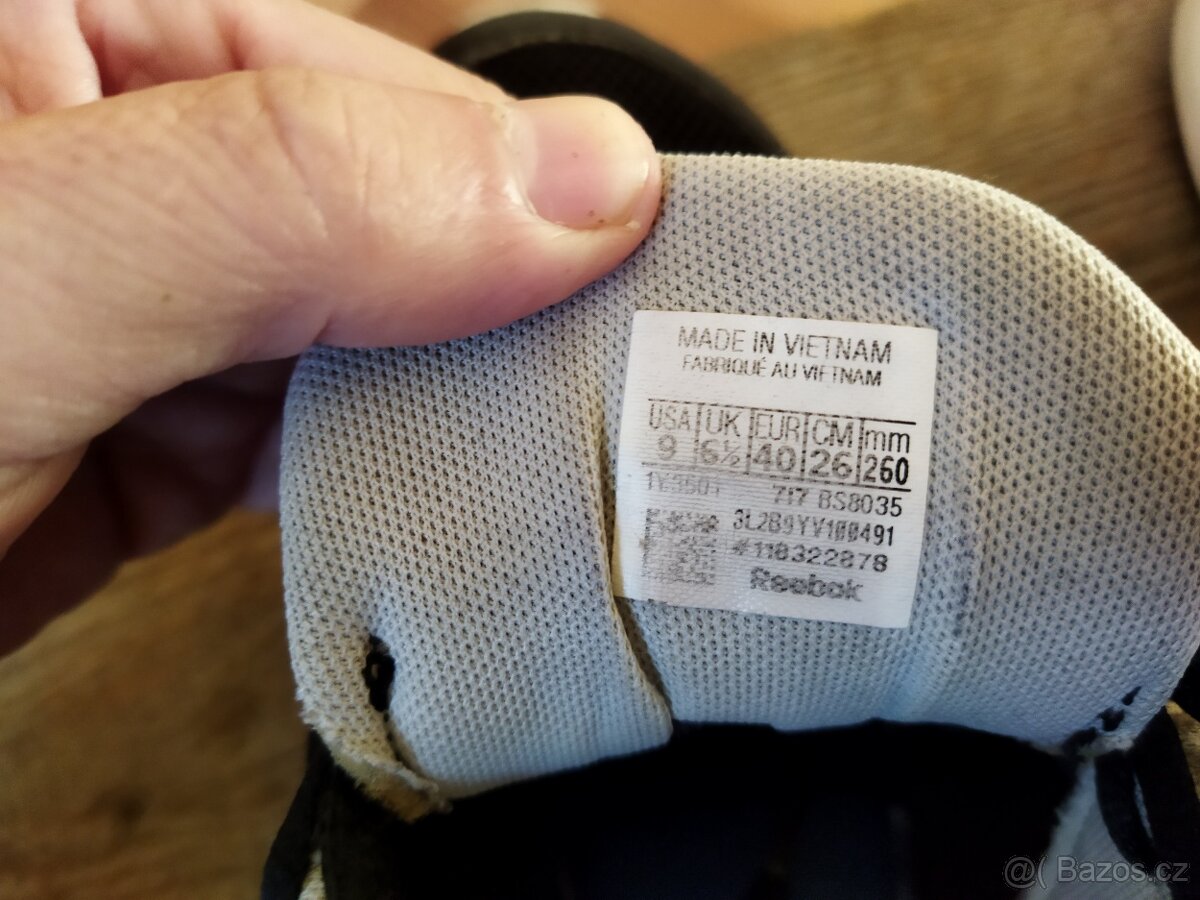 MADE IN VIETNAM
FABRIQUÉ AU VIETNAM
USA UK EUR CM mm
9 6½ 40 26 260
717 BS8035
3L2B9YV100491
#118322878
Reebok
@( Bazos.cz